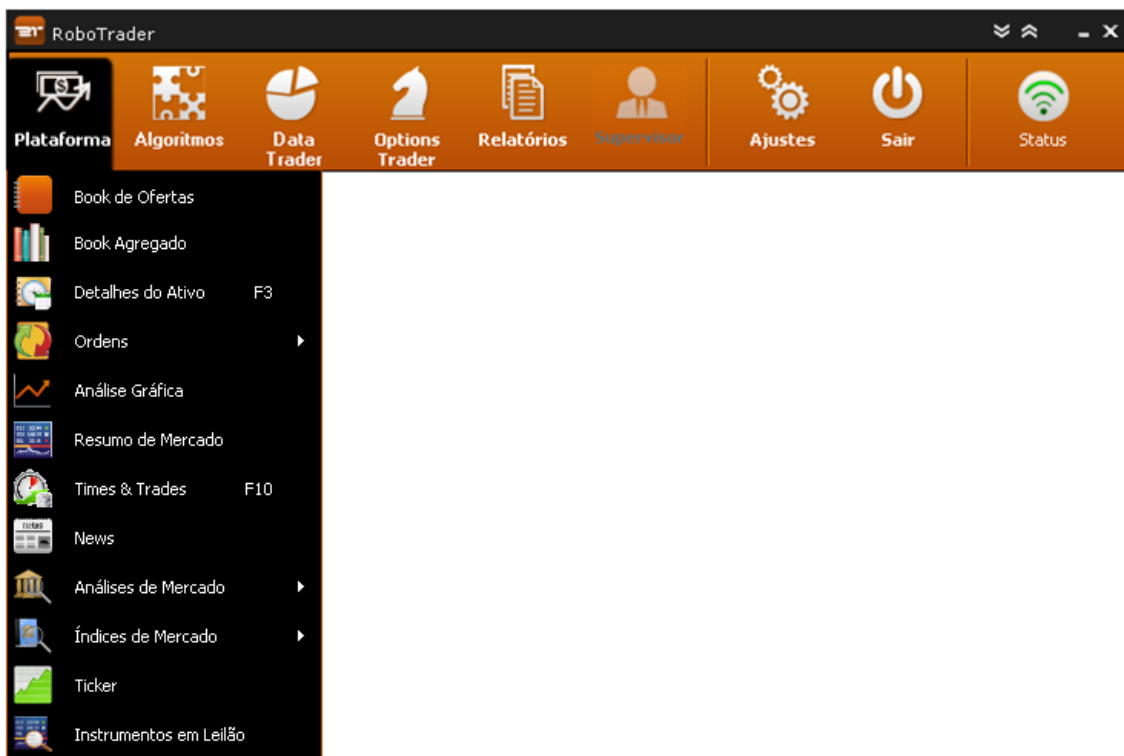 RoboTrader
Plataforma
Algoritmos
Data
Trader
Options
Trader
Relatórios
Supervisor
Ajustes
Sair
Status
Book de Ofertas
Book Agregado
Detalhes do Ativo F3
Ordens
Análise Gráfica
Resumo de Mercado
Times & Trades F10
News
Análises de Mercado
Índices de Mercado
Ticker
Instrumentos em Leilão